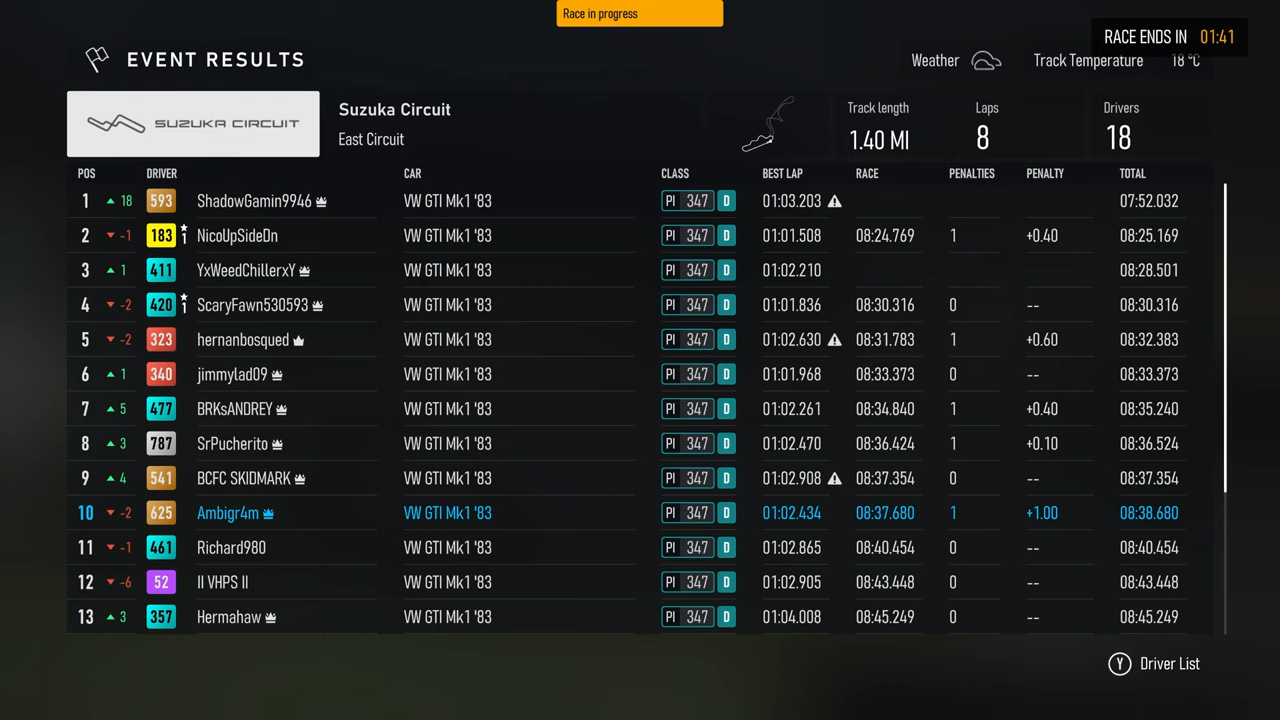 Race in progress
RACE ENDS IN 01:41
EVENT RESULTS
Weather Track Temperature 18 °C
SUZUKA CIRCUIT
Suzuka Circuit
East Circuit
Track length Laps Drivers
1.40 MI 8 18
POS DRIVER CAR CLASS BEST LAP RACE PENALTIES PENALTY TOTAL
1 18 593 ShadowGamin9946 VW GTI Mk1 '83 PI 347 D 01:03.203 07:52.032
2 -1 183 1 NicoUpSideDn VW GTI Mk1 '83 PI 347 D 01:01.508 08:24.769 1 +0.40 08:25.169
3 1 411 YxWeedChillerxY VW GTI Mk1 '83 PI 347 D 01:02.210 08:28.501
4 -2 420 1 ScaryFawn530593 VW GTI Mk1 '83 PI 347 D 01:01.836 08:30.316 0 -- 08:30.316
5 -2 323 hernanbosqued VW GTI Mk1 '83 PI 347 D 01:02.630 08:31.783 1 +0.60 08:32.383
6 1 340 jimmylad09 VW GTI Mk1 '83 PI 347 D 01:01.968 08:33.373 0 -- 08:33.373
7 5 477 BRKsANDREY VW GTI Mk1 '83 PI 347 D 01:02.261 08:34.840 1 +0.40 08:35.240
8 3 787 SrPucherito VW GTI Mk1 '83 PI 347 D 01:02.470 08:36.424 1 +0.10 08:36.524
9 4 541 BCFC SKIDMARK VW GTI Mk1 '83 PI 347 D 01:02.908 08:37.354 0 -- 08:37.354
10 -2 625 Ambigr4m VW GTI Mk1 '83 PI 347 D 01:02.434 08:37.680 1 +1.00 08:38.680
11 -1 461 Richard980 VW GTI Mk1 '83 PI 347 D 01:02.865 08:40.454 0 -- 08:40.454
12 -6 52 II VHPS II VW GTI Mk1 '83 PI 347 D 01:02.905 08:43.448 0 -- 08:43.448
13 3 357 Hermahaw VW GTI Mk1 '83 PI 347 D 01:04.008 08:45.249 0 -- 08:45.249
Y Driver List